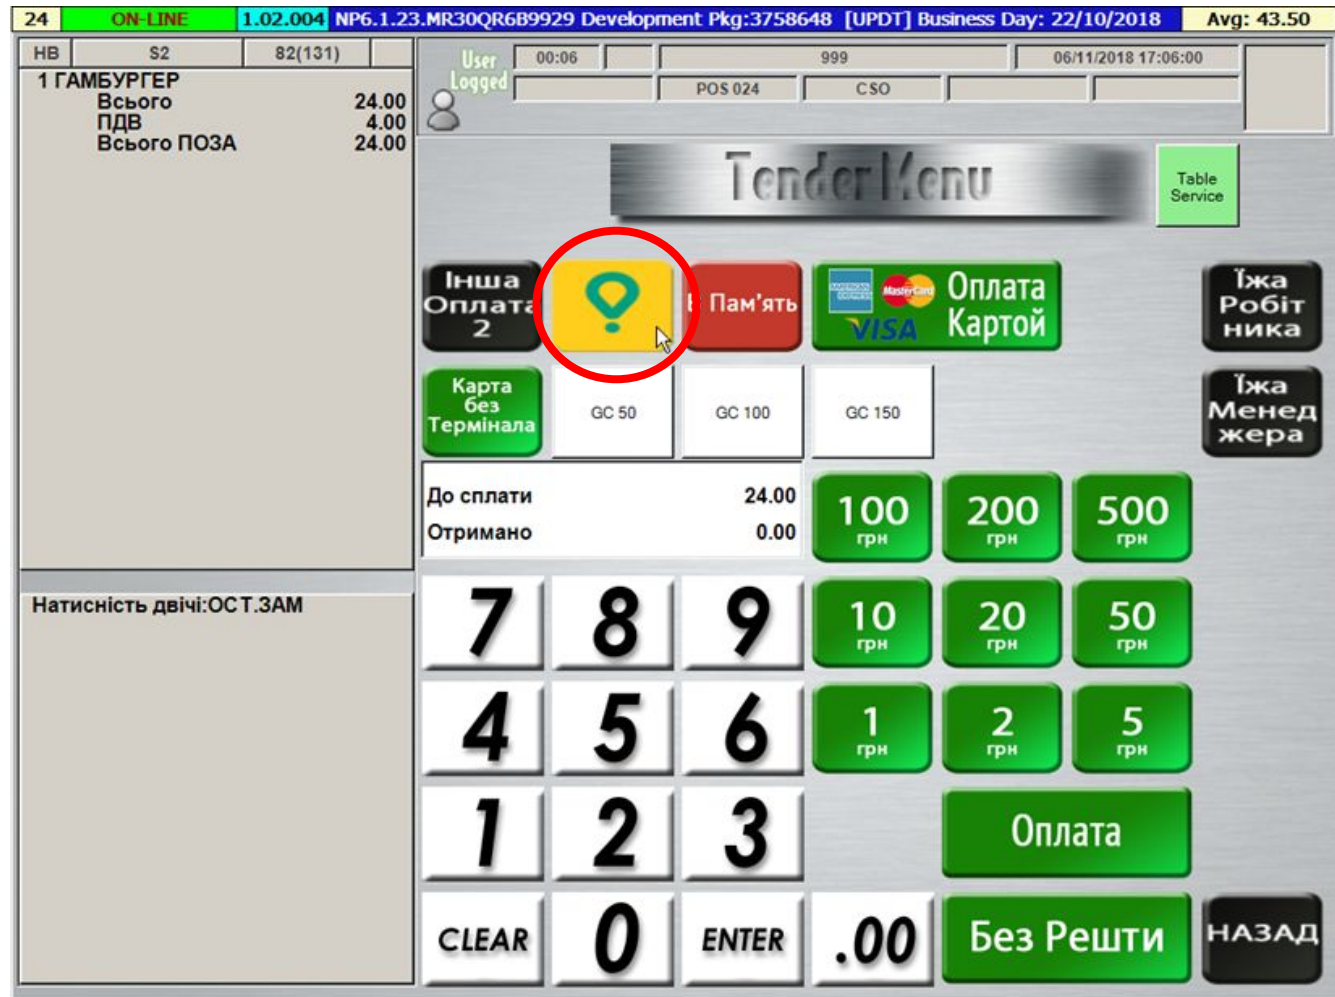 24 ON-LINE 1.02.004 NP6.1.23.MR30QR6B9929 Development Pkg:3758648 [UPDT] Business Day: 22/10/2018 Avg: 43.50
HB S2 82(131)
1 ГАМБУРГЕР
Всього 24.00
ПДВ 4.00
Всього ПОЗА 24.00
User Logged
00:06 999 06/11/2018 17:06:00
POS 024 CSO
Tender Menu
Table
Service
Інша
Оплата
2
В Пам'ять
AMERICAN EXPRESS
MasterCard
VISA
Оплата
Картой
Їжа
Робіт
ника
Карта
без
Термінала
GC 50
GC 100
GC 150
Їжа
Менед
жера
До сплати 24.00
Отримано 0.00
100 грн
200 грн
500 грн
Натисність двічі:ОСТ.ЗАМ
7 8 9
10 грн
20 грн
50 грн
4 5 6
1 грн
2 грн
5 грн
1 2 3
Оплата
CLEAR 0 ENTER .00
Без Решти
НАЗАД